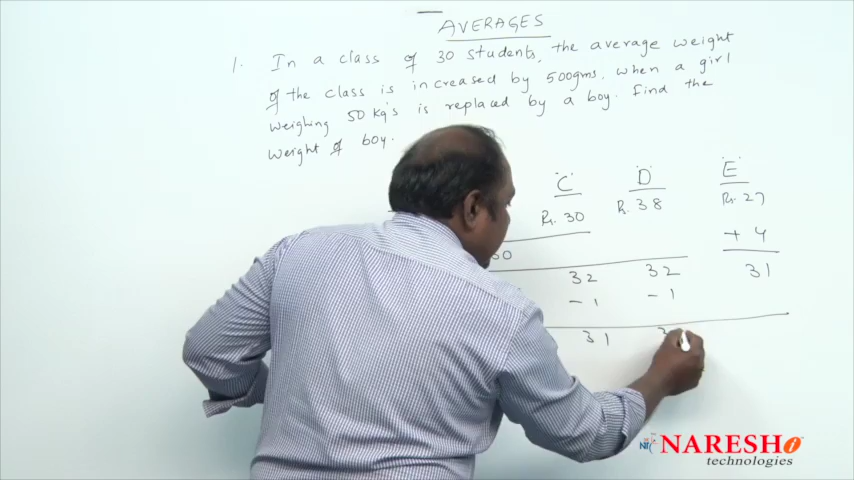 AVERAGES
1. In a class of 30 students, the average weight
of the class is increased by 500gms. when a girl
weighing 50 kg's is replaced by a boy. Find the
weight of boy.
C D E
Rs. 30 Rs. 38 Rs. 27
+ 4
32 32 31
- 1 - 1
31
NARESH i
technologies